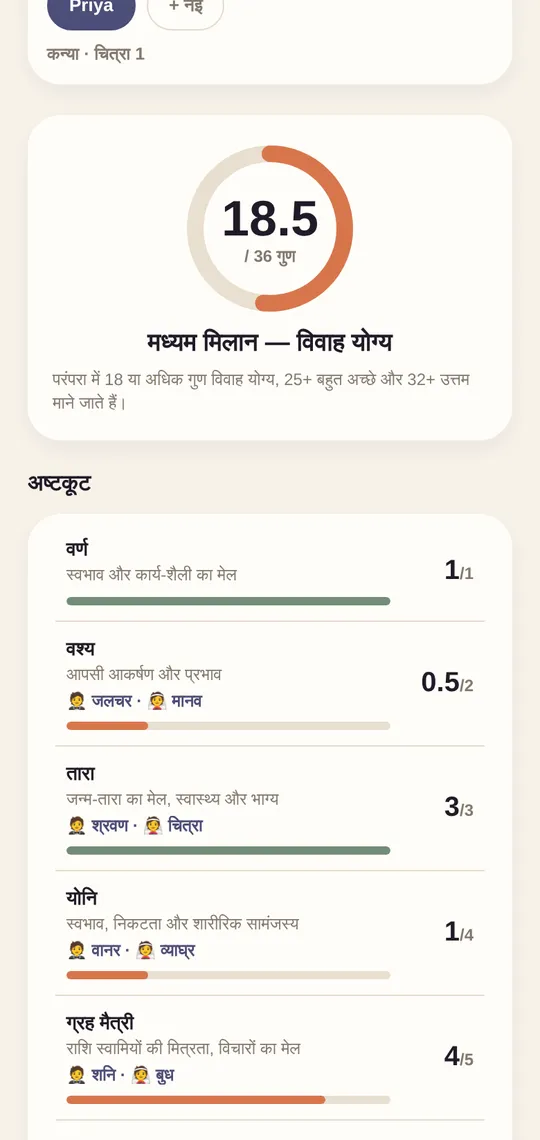 Priya
+ नई
कन्या · चित्रा 1
18.5
/ 36 गुण
मध्यम मिलान — विवाह योग्य
परंपरा में 18 या अधिक गुण विवाह योग्य, 25+ बहुत अच्छे और 32+ उत्तम
माने जाते हैं।
अष्टकूट
वर्ण
स्वभाव और कार्य-शैली का मेल
1/1
वश्य
आपसी आकर्षण और प्रभाव
🤵 जलचर · 👰 मानव
0.5/2
तारा
जन्म-तारा का मेल, स्वास्थ्य और भाग्य
🤵 श्रवण · 👰 चित्रा
3/3
योनि
स्वभाव, निकटता और शारीरिक सामंजस्य
🤵 वानर · 👰 व्याघ्र
1/4
ग्रह मैत्री
राशि स्वामियों की मित्रता, विचारों का मेल
🤵 शनि · 👰 बुध
4/5